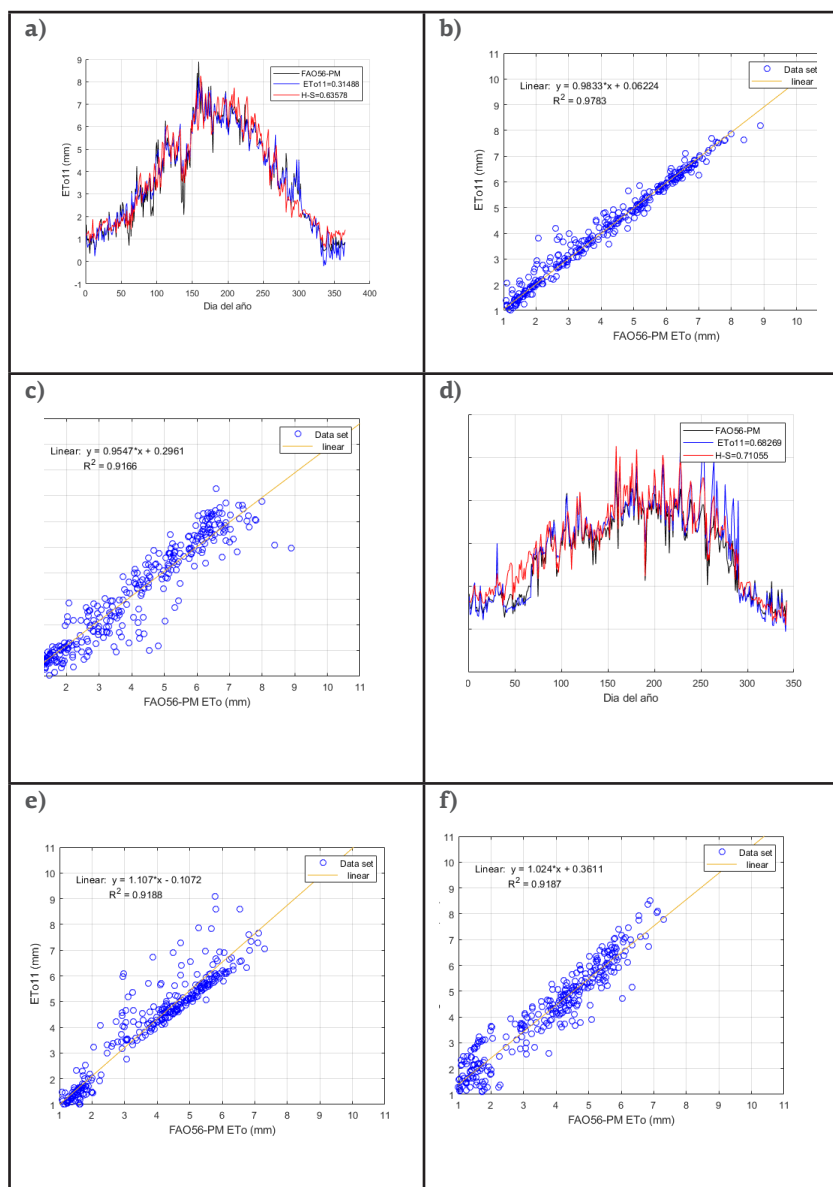 a)
FAO56-PM
ETo11=0.31488
H-S=0.63578
ETo11 (mm)
9
8
7
6
5
4
3
2
1
0
-1
0 50 100 150 200 250 300 350 400
Dia del año
b)
Linear: y = 0.9833*x + 0.06224
R² = 0.9783
Data set
linear
ETo11 (mm)
11
10
9
8
7
6
5
4
3
2
1
1 2 3 4 5 6 7 8 9 10
FAO56-PM ETo (mm)
c)
Linear: y = 0.9547*x + 0.2961
R² = 0.9166
Data set
linear
2 3 4 5 6 7 8 9 10 11
FAO56-PM ETo (mm)
d)
FAO56-PM
ETo11=0.68269
H-S=0.71055
0 50 100 150 200 250 300 350
Dia del año
e)
Linear: y = 1.107*x - 0.1072
R² = 0.9188
Data set
linear
ETo11 (mm)
11
10
9
8
7
6
5
4
3
2
1
1 2 3 4 5 6 7 8 9 10 11
FAO56-PM ETo (mm)
f)
Linear: y = 1.024*x + 0.3611
R² = 0.9187
Data set
linear
11
10
9
8
7
6
5
4
3
2
1
1 2 3 4 5 6 7 8 9 10 11
FAO56-PM ETo (mm)